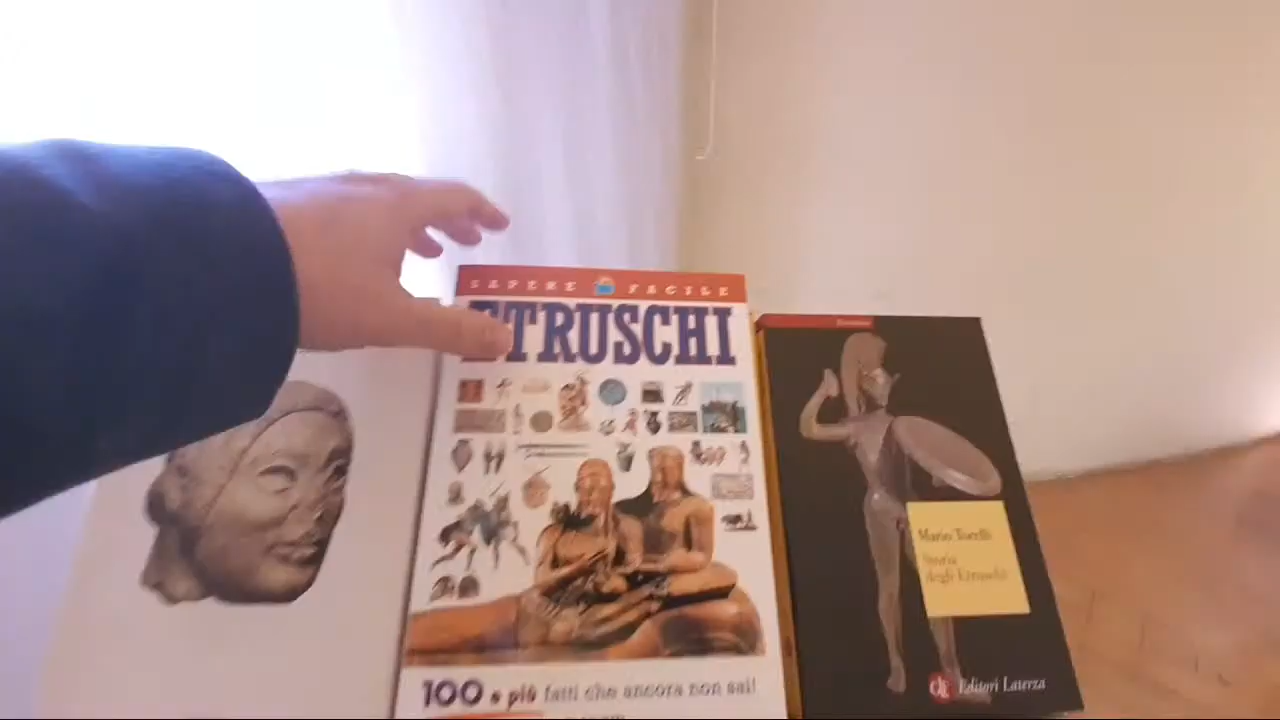 SAPERE FACILE
ETRUSCHI
100 e più fatti che ancora non sai!
Mario Torelli
Storia
degli Etruschi
Editori Laterza